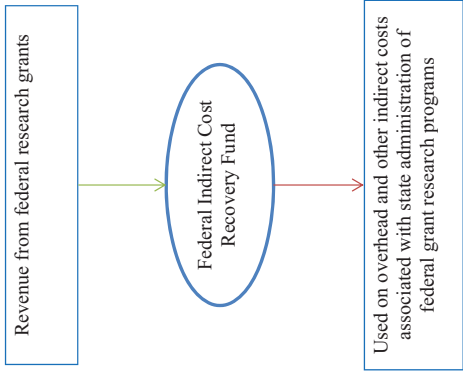 Revenue from federal research grants
Federal Indirect Cost
Recovery Fund
Used on overhead and other indirect costs
associated with state administration of
federal grant research programs